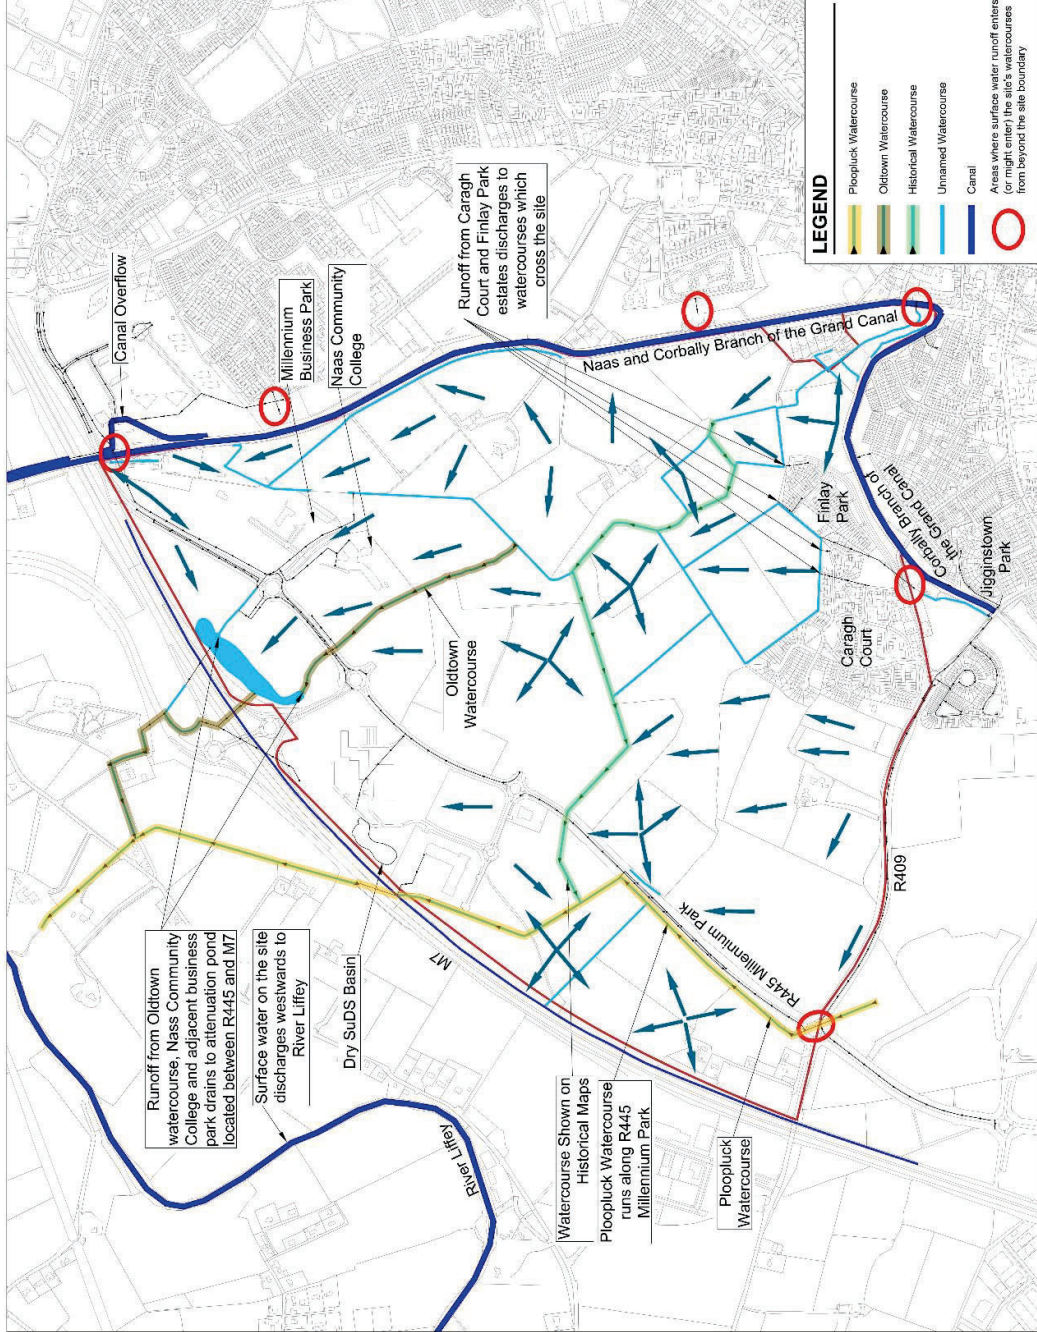 Canal Overflow
Millennium
Business Park
Naas Community
College
Runoff from Caragh
Court and Finlay Park
estates discharges to
watercourses which
cross the site
Naas and Corbally Branch of the Grand Canal
Runoff from Oldtown
watercourse, Nass Community
College and adjacent business
park drains to attenuation pond
located between R445 and M7
Surface water on the site
discharges westwards to
River Liffey
Dry SuDS Basin
River Liffey
M7
Oldtown
Watercourse
Watercourse Shown on
Historical Maps
Ploopluck Watercourse
runs along R445
Millennium Park
Ploopluck
Watercourse
R445 Millennium Park
R409
Finlay
Park
Caragh
Court
Corbally Branch of
the Grand Canal
Jigginstown
Park
LEGEND
Ploopluck Watercourse
Oldtown Watercourse
Historical Watercourse
Unnamed Watercourse
Canal
Areas where surface water runoff enters
(or might enter) the site's watercourses
from beyond the site boundary